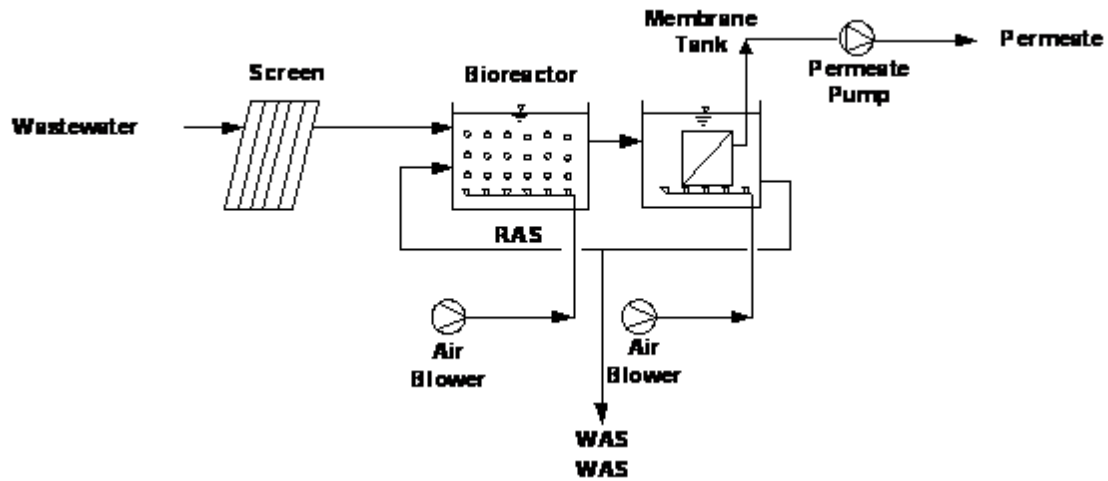 Membrane
Tank
Permeate
Permeate
Pump
Screen
Bioreactor
Wastewater
RAS
Air
Blower
Air
Blower
WAS
WAS